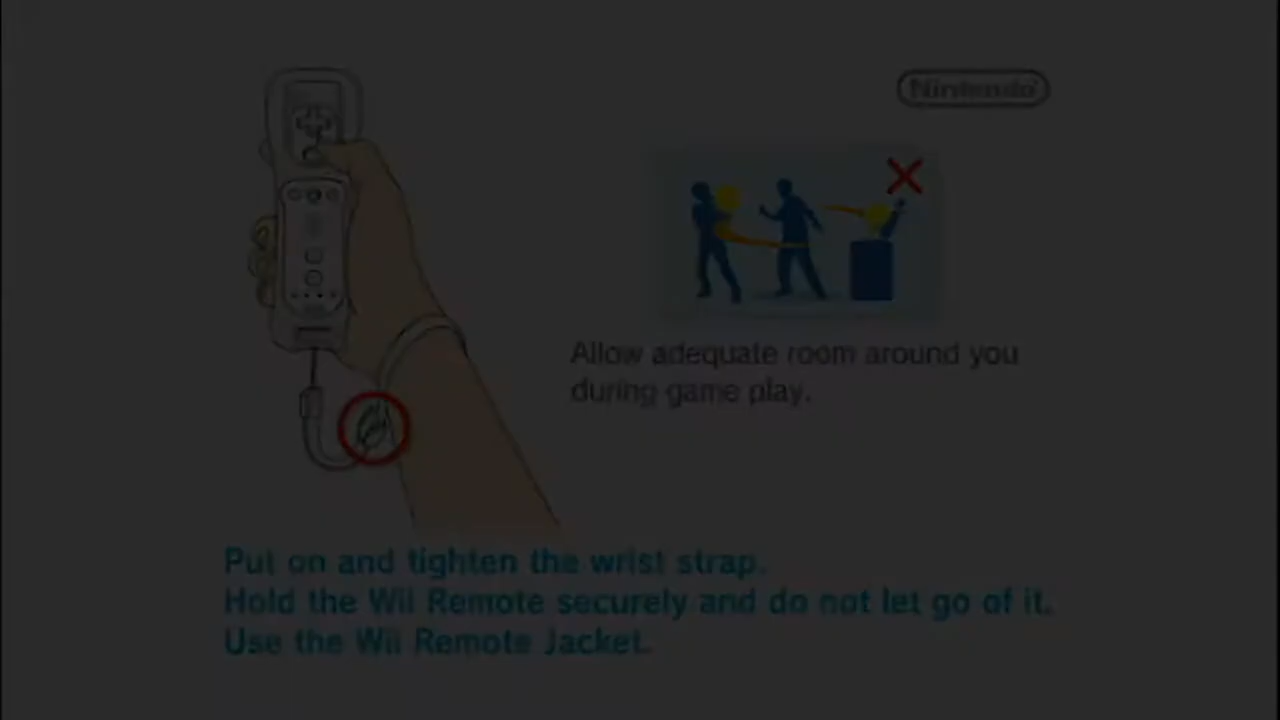 Nintendo
Allow adequate room around you
during game play.
Put on and tighten the wrist strap.
Hold the Wii Remote securely and do not let go of it.
Use the Wii Remote Jacket.